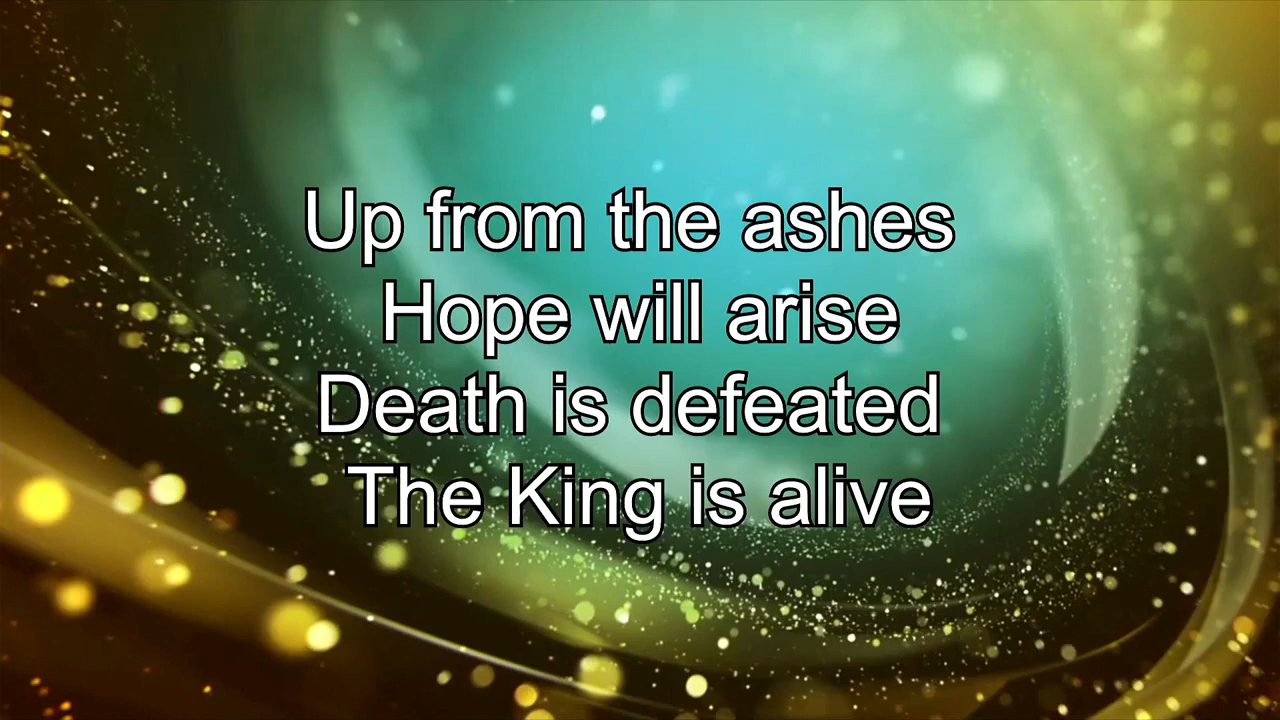 Up from the ashes
Hope will arise
Death is defeated
The King is alive